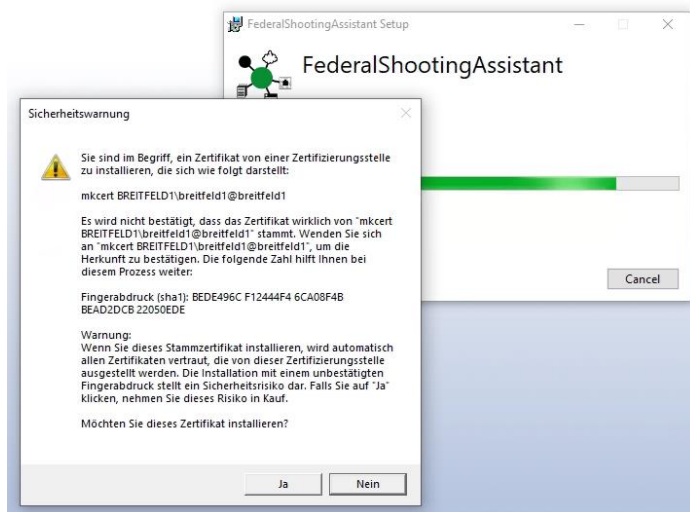 FederalShootingAssistant Setup
FederalShootingAssistant
Cancel
Sicherheitswarnung
Sie sind im Begriff, ein Zertifikat von einer Zertifizierungsstelle
zu installieren, die sich wie folgt darstellt:
mkcert BREITFELD1\breitfeld1@breitfeld1
Es wird nicht bestätigt, dass das Zertifikat wirklich von "mkcert
BREITFELD1\breitfeld1@breitfeld1" stammt. Wenden Sie sich
an "mkcert BREITFELD1\breitfeld1@breitfeld1", um die
Herkunft zu bestätigen. Die folgende Zahl hilft Ihnen bei
diesem Prozess weiter:
Fingerabdruck (sha1): BEDE496C F12444F4 6CA08F4B
BEAD2DCB 22050EDE
Warnung:
Wenn Sie dieses Stammzertifikat installieren, wird automatisch
allen Zertifikaten vertraut, die von dieser Zertifizierungsstelle
ausgestellt werden. Die Installation mit einem unbestätigten
Fingerabdruck stellt ein Sicherheitsrisiko dar. Falls Sie auf "Ja"
klicken, nehmen Sie dieses Risiko in Kauf.
Möchten Sie dieses Zertifikat installieren?
Ja
Nein